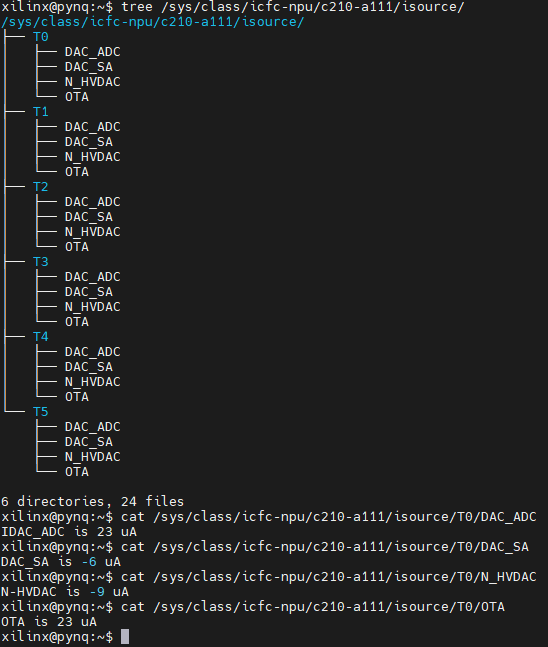 xilinx@pynq:~$ tree /sys/class/icfc-npu/c210-a111/isource/
/sys/class/icfc-npu/c210-a111/isource/
├── T0
│   ├── DAC_ADC
│   ├── DAC_SA
│   ├── N_HVDAC
│   └── OTA
├── T1
│   ├── DAC_ADC
│   ├── DAC_SA
│   ├── N_HVDAC
│   └── OTA
├── T2
│   ├── DAC_ADC
│   ├── DAC_SA
│   ├── N_HVDAC
│   └── OTA
├── T3
│   ├── DAC_ADC
│   ├── DAC_SA
│   ├── N_HVDAC
│   └── OTA
├── T4
│   ├── DAC_ADC
│   ├── DAC_SA
│   ├── N_HVDAC
│   └── OTA
└── T5
    ├── DAC_ADC
    ├── DAC_SA
    ├── N_HVDAC
    └── OTA
6 directories, 24 files
xilinx@pynq:~$ cat /sys/class/icfc-npu/c210-a111/isource/T0/DAC_ADC
IDAC_ADC is 23 uA
xilinx@pynq:~$ cat /sys/class/icfc-npu/c210-a111/isource/T0/DAC_SA
DAC_SA is -6 uA
xilinx@pynq:~$ cat /sys/class/icfc-npu/c210-a111/isource/T0/N_HVDAC
N-HVDAC is -9 uA
xilinx@pynq:~$ cat /sys/class/icfc-npu/c210-a111/isource/T0/OTA
OTA is 23 uA
xilinx@pynq:~$